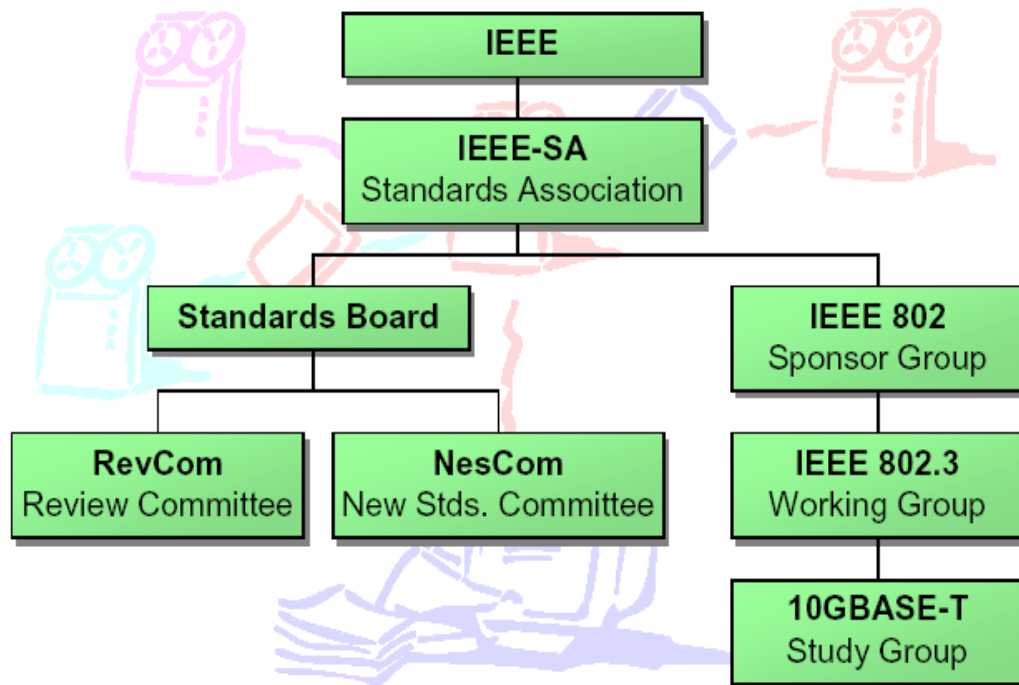 IEEE
IEEE-SA
Standards Association
Standards Board
IEEE 802
Sponsor Group
RevCom
Review Committee
NesCom
New Stds. Committee
IEEE 802.3
Working Group
10GBASE-T
Study Group